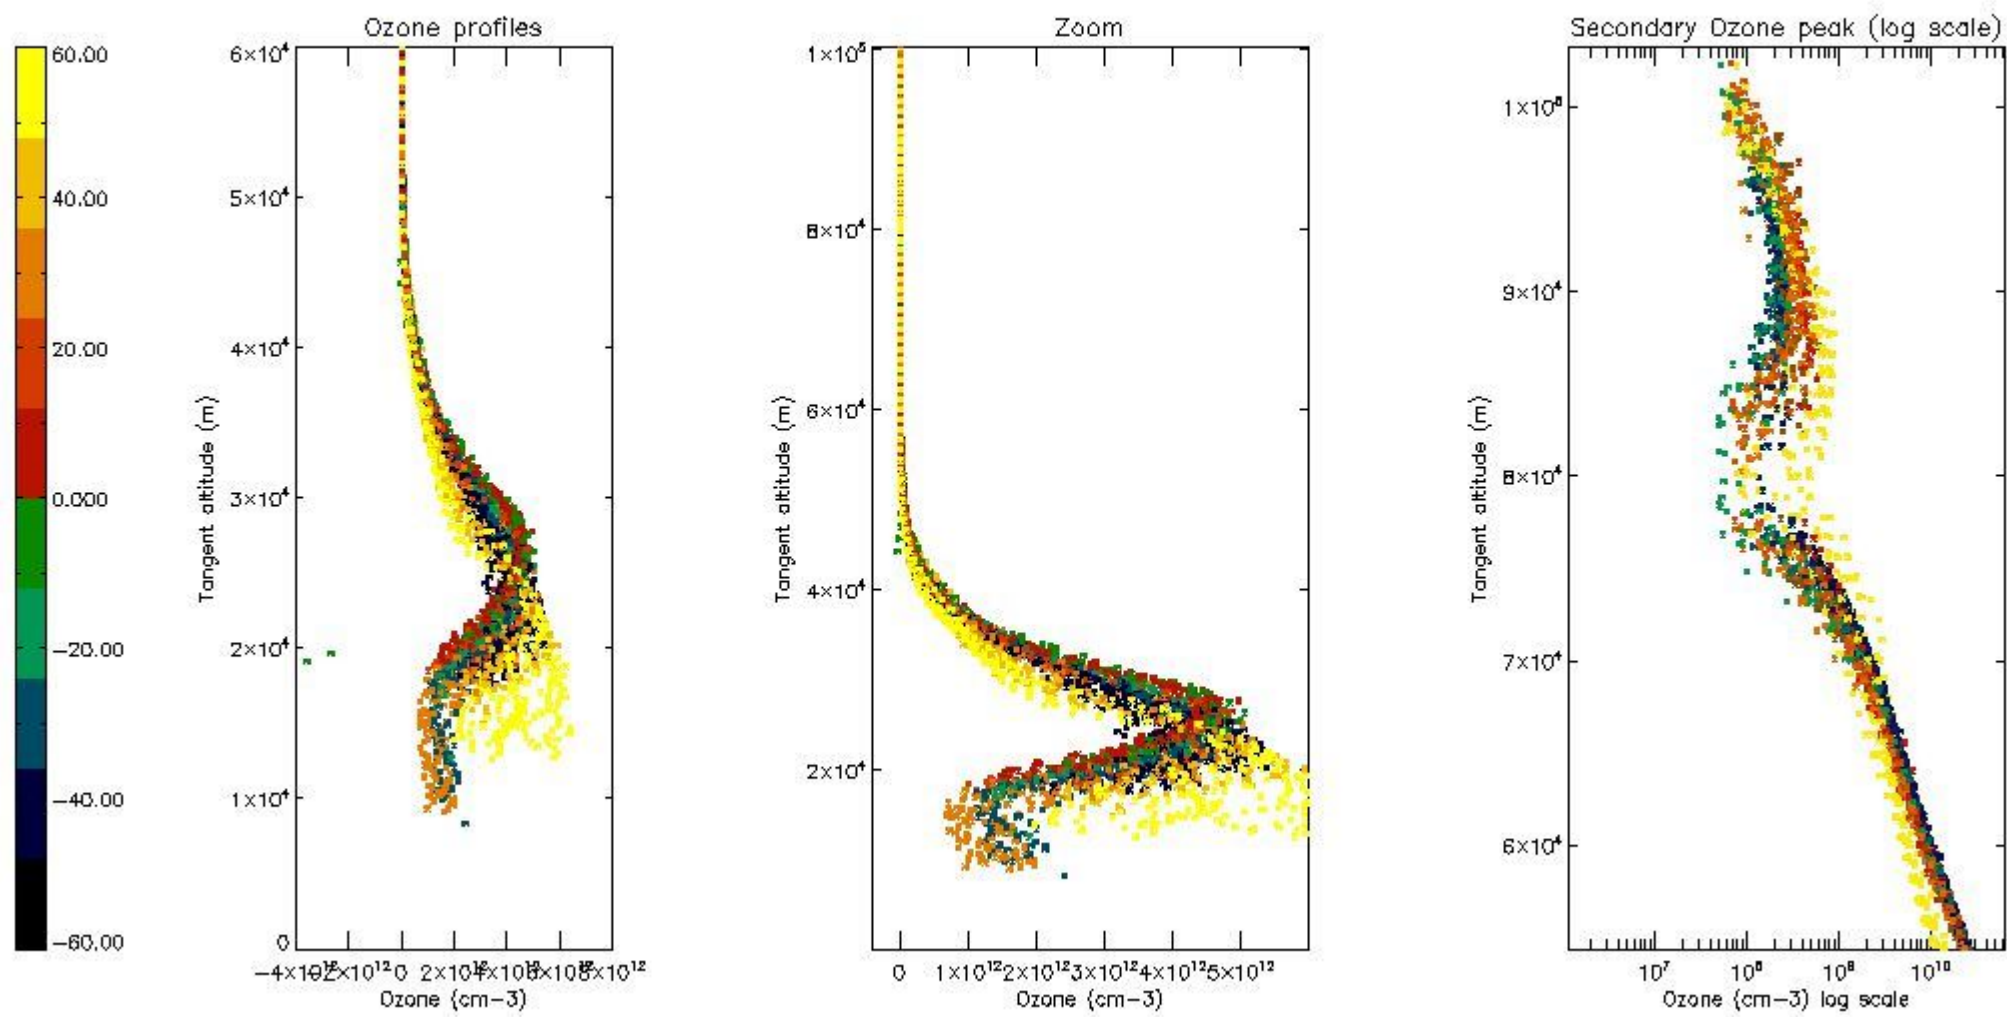 Ozone profiles
Zoom
Secondary Ozone peak (log scale)
60.00
40.00
20.00
0.000
−20.00
−40.00
−60.00
6×10⁴
5×10⁴
4×10⁴
3×10⁴
2×10⁴
1×10⁴
0
Tangent altitude (m)
0
Ozone (cm−3)
1×10⁵
8×10⁴
6×10⁴
4×10⁴
2×10⁴
Tangent altitude (m)
0 1×10¹² 2×10¹² 3×10¹² 4×10¹² 5×10¹²
Ozone (cm−3)
9×10⁴
8×10⁴
7×10⁴
6×10⁴
Tangent altitude (m)
10⁷ 10¹⁰
Ozone (cm−3) log scale